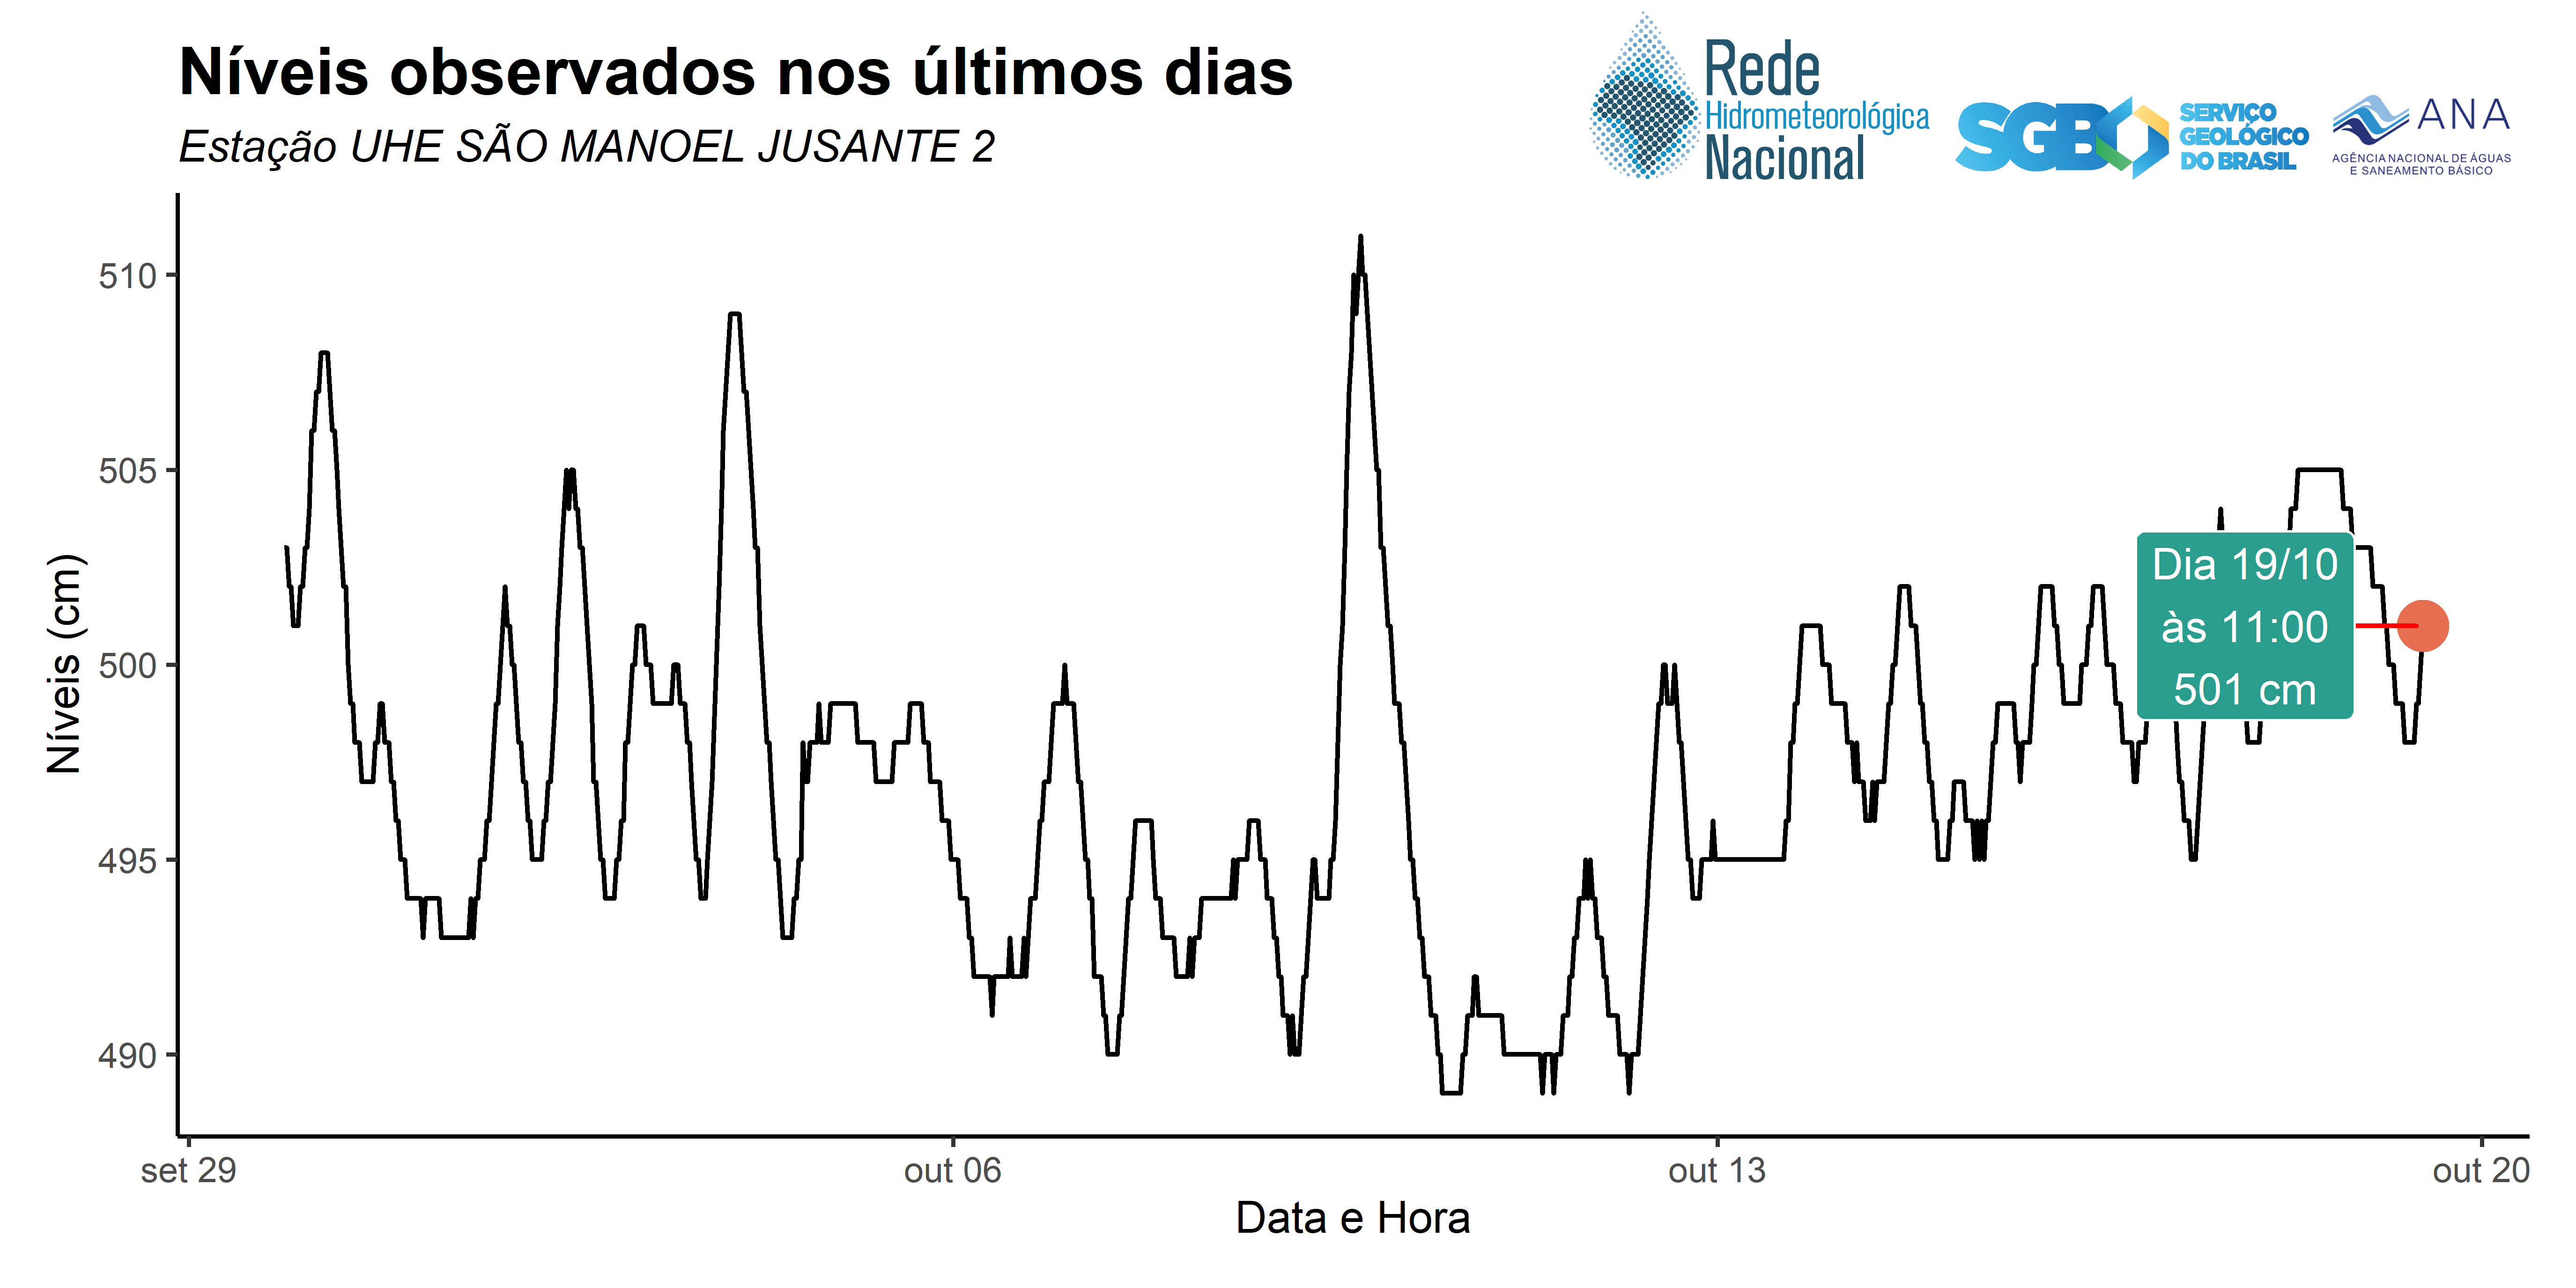 Níveis observados nos últimos dias
Estação UHE SÃO MANOEL JUSANTE 2
Rede
Hidrometeorológica
Nacional
SGB
SERVIÇO
GEOLÓGICO
DO BRASIL
ANA
AGÊNCIA NACIONAL DE ÁGUAS
E SANEAMENTO BÁSICO
Níveis (cm)
510
505
500
495
490
Dia 19/10
às 11:00
501 cm
set 29
out 06
out 13
out 20
Data e Hora